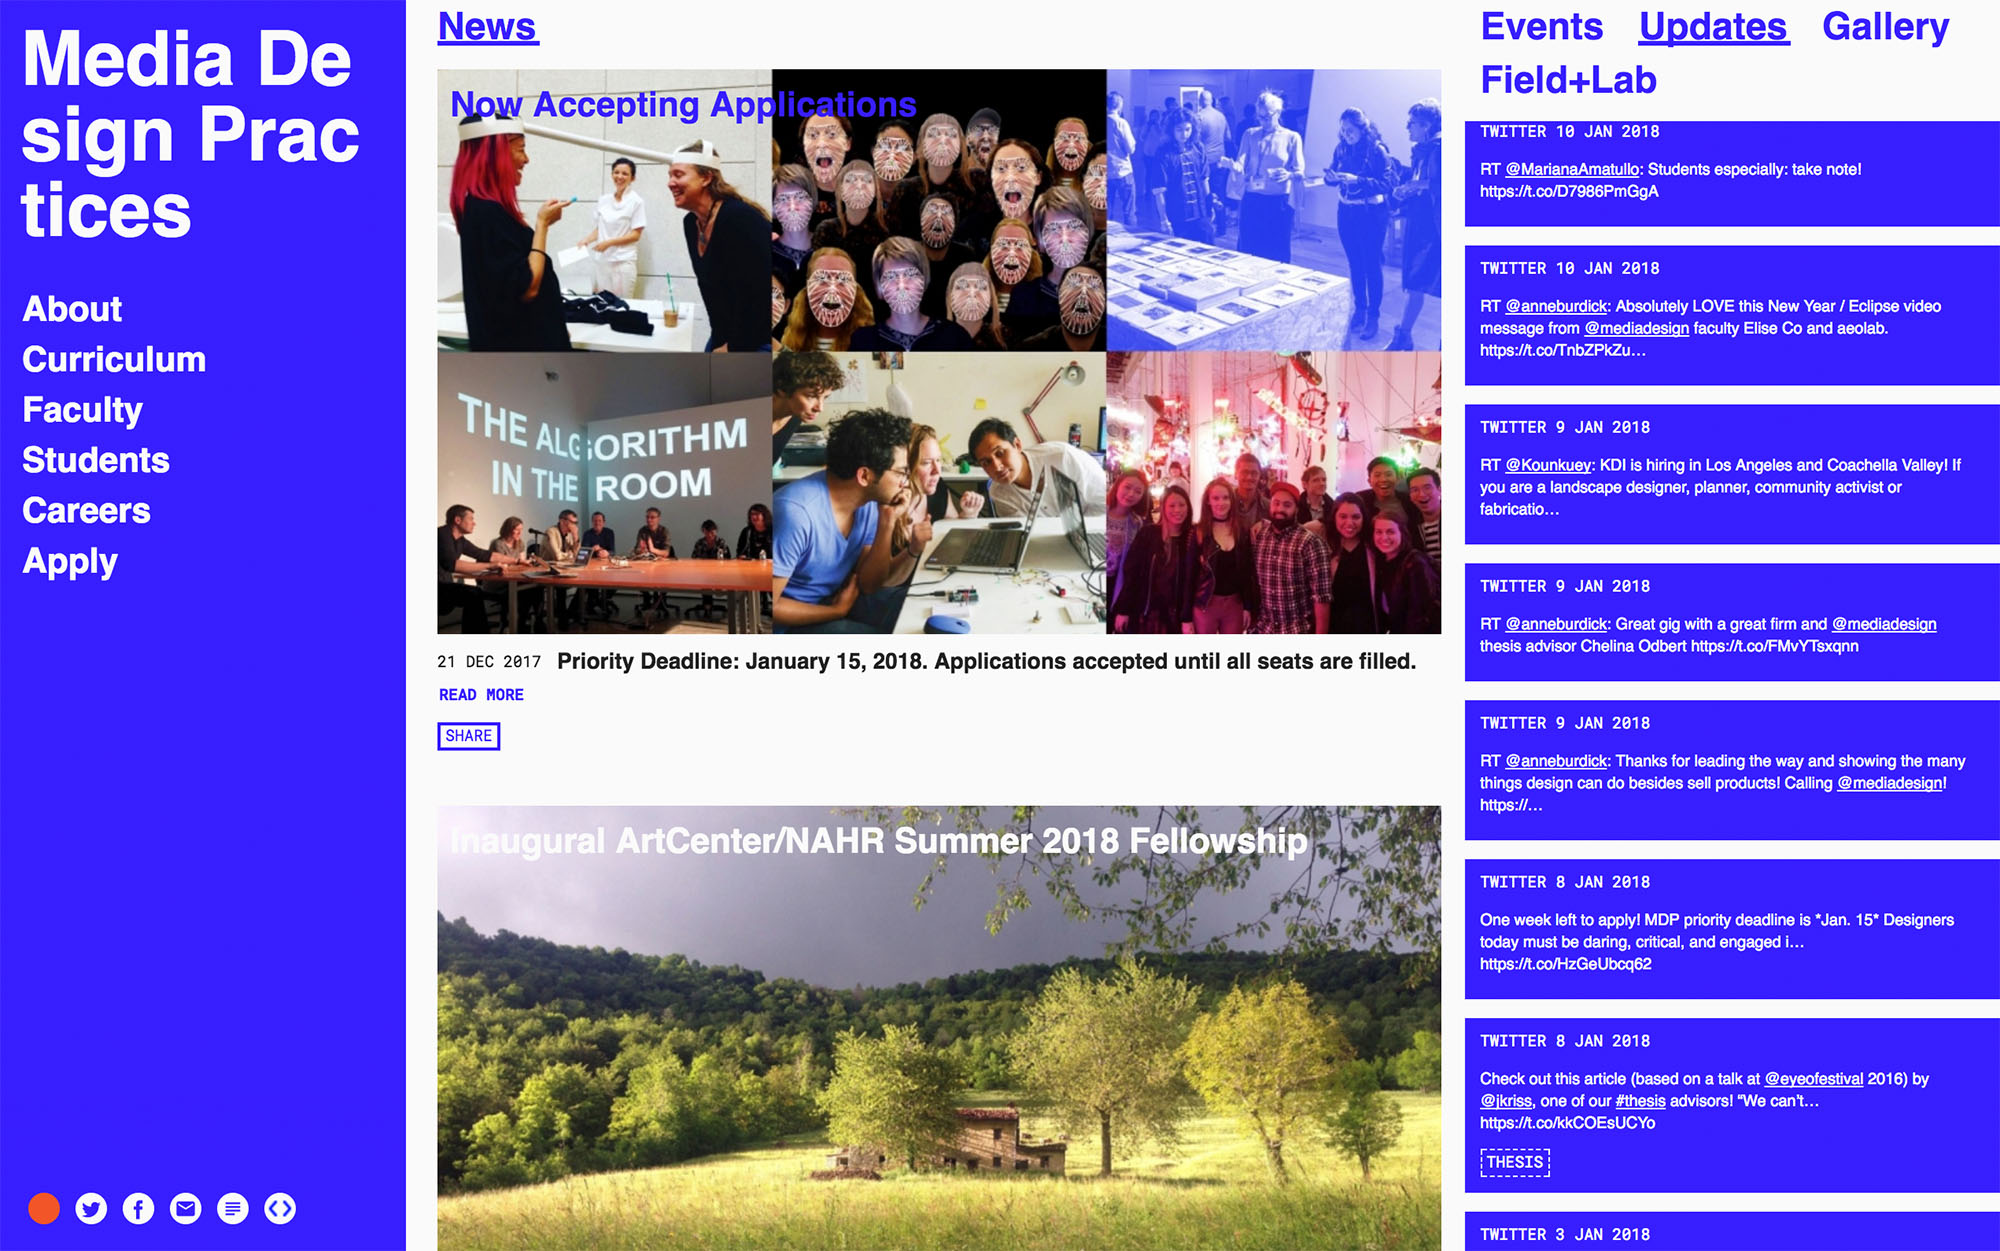 Media De
sign Prac
tices
About
Curriculum
Faculty
Students
Careers
Apply
News
Now Accepting Applications
THE ALGORITHM
IN THE ROOM
21 DEC 2017 Priority Deadline: January 15, 2018. Applications accepted until all seats are filled.
READ MORE
SHARE
Inaugural ArtCenter/NAHR Summer 2018 Fellowship
Events Updates Gallery
Field+Lab
TWITTER 10 JAN 2018
RT @MarianaAmatullo: Students especially: take note!
https://t.co/D7986PmGgA
TWITTER 10 JAN 2018
RT @anneburdick: Absolutely LOVE this New Year / Eclipse video
message from @mediadesign faculty Elise Co and aeolab.
https://t.co/TnbZPkZu…
TWITTER 9 JAN 2018
RT @Kounkuey: KDI is hiring in Los Angeles and Coachella Valley! If
you are a landscape designer, planner, community activist or
fabricatio…
TWITTER 9 JAN 2018
RT @anneburdick: Great gig with a great firm and @mediadesign
thesis advisor Chelina Odbert https://t.co/FMvYTsxqnn
TWITTER 9 JAN 2018
RT @anneburdick: Thanks for leading the way and showing the many
things design can do besides sell products! Calling @mediadesign!
https://…
TWITTER 8 JAN 2018
One week left to apply! MDP priority deadline is *Jan. 15* Designers
today must be daring, critical, and engaged i…
https://t.co/HzGeUbcq62
TWITTER 8 JAN 2018
Check out this article (based on a talk at @eyeofestival 2016) by
@jkriss, one of our #thesis advisors! “We can't…
https://t.co/kkCOEsUCYo
THESIS
TWITTER 3 JAN 2018